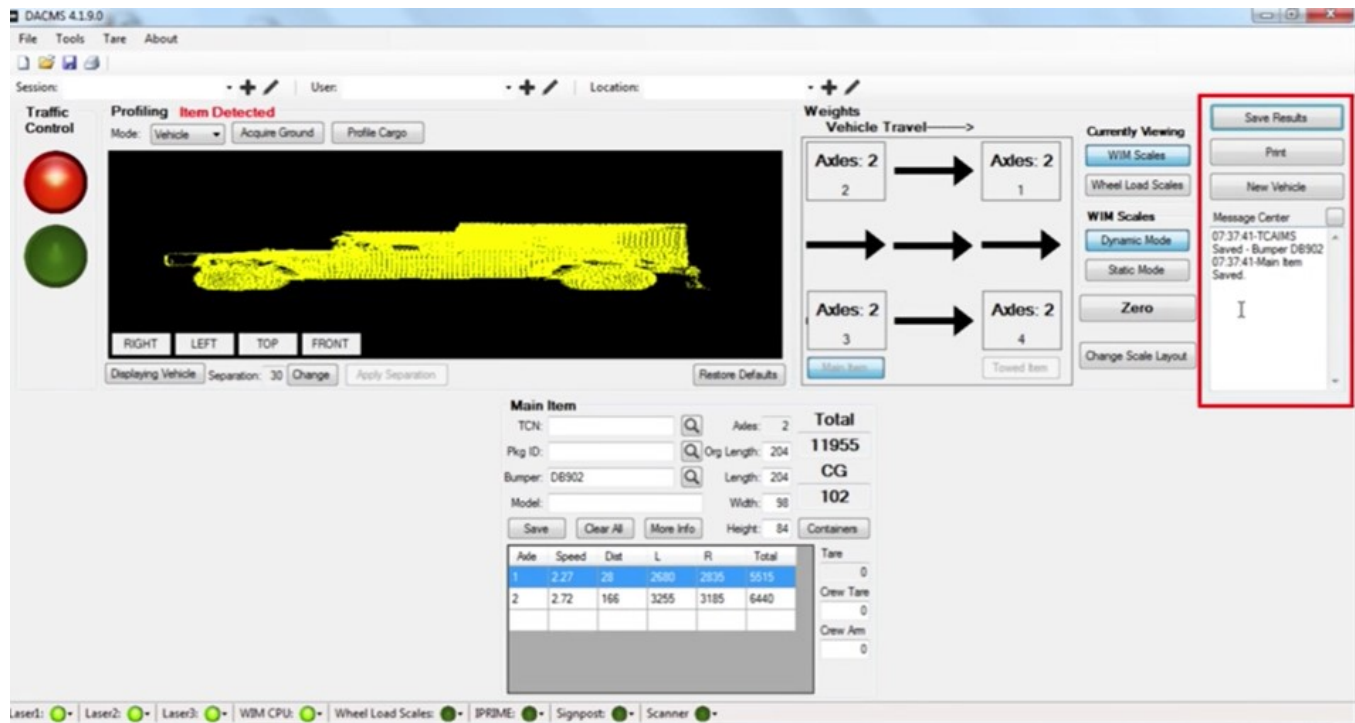 DACMS 4.1.9.0
File Tools Tare About
Session: User: Location:
Traffic Control
Profiling Item Detected
Mode: Vehicle Acquire Ground Profile Cargo
RIGHT LEFT TOP FRONT
Displaying Vehicle Separation: 30 Change Apply Separation Restore Defaults
Weights
Vehicle Travel---->
Axles: 2 Axles: 2
2 1
Axles: 2 Axles: 2
3 4
Main Item Towed Item
Currently Viewing
WIM Scales
Wheel Load Scales
WIM Scales
Dynamic Mode
Static Mode
Zero
Change Scale Layout
Save Results
Print
New Vehicle
Message Center
07:37:41-TCAIMS
Saved - Bumper DB902
07:37:41-Main Item
Saved.
Main Item
TCN: Axles: 2
Pkg ID: Org Length: 204
Bumper: DB902 Length: 204
Model: Width: 98
Save Clear All More Info Height: 84 Containers
Total
11955
CG
102
Axle Speed Dist L R Total
1 2.27 28 2680 2835 5515
2 2.72 166 3255 3185 6440
Tare
0
Crew Tare
0
Crew Arm
0
Laser1: Laser2: Laser3: WIM CPU: Wheel Load Scales: IPRIME: Signpost: Scanner